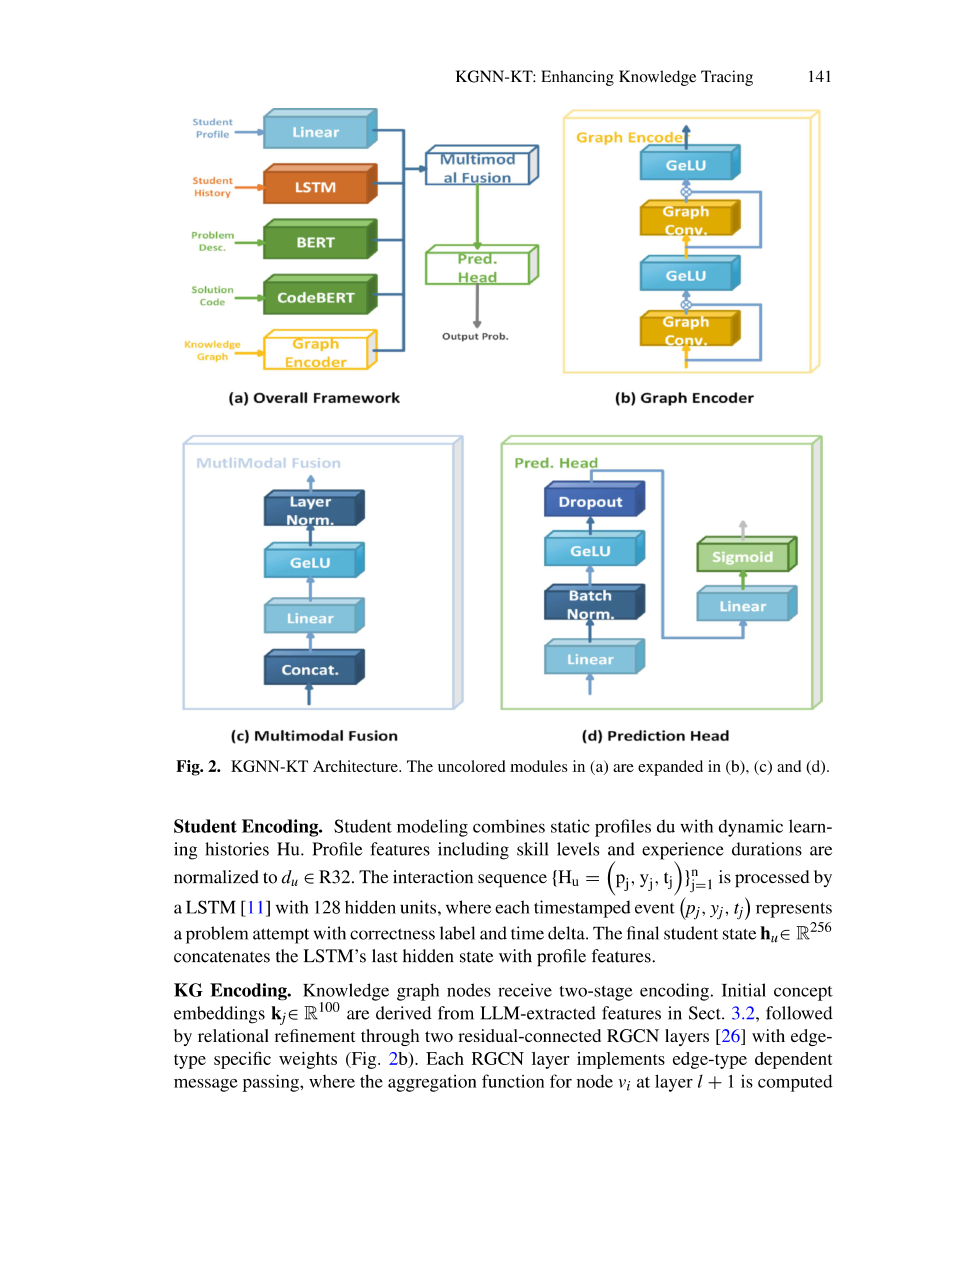 KGNN-KT: Enhancing Knowledge Tracing 141
Student
Profile
Linear
Student
History
LSTM
Problem
Desc.
BERT
Solution
Code
CodeBERT
Knowledge
Graph
Graph
Encoder
Multimod
al Fusion
Pred.
Head
Output Prob.
(a) Overall Framework
Graph Encoder
GeLU
Graph
Conv.
GeLU
Graph
Conv.
(b) Graph Encoder
MutliModal Fusion
Layer
Norm.
GeLU
Linear
Concat.
(c) Multimodal Fusion
Pred. Head
Dropout
GeLU
Batch
Norm.
Linear
Sigmoid
Linear
(d) Prediction Head
Fig. 2. KGNN-KT Architecture. The uncolored modules in (a) are expanded in (b), (c) and (d).
Student Encoding. Student modeling combines static profiles du with dynamic learn-
ing histories Hu. Profile features including skill levels and experience durations are
normalized to d_u ∈ R32. The interaction sequence {H_u = (p_j, y_j, t_j)}_{j=1}^n is processed by
a LSTM [11] with 128 hidden units, where each timestamped event (p_j, y_j, t_j) represents
a problem attempt with correctness label and time delta. The final student state h_u ∈ ℝ^256
concatenates the LSTM's last hidden state with profile features.
KG Encoding. Knowledge graph nodes receive two-stage encoding. Initial concept
embeddings k_j ∈ ℝ^100 are derived from LLM-extracted features in Sect. 3.2, followed
by relational refinement through two residual-connected RGCN layers [26] with edge-
type specific weights (Fig. 2b). Each RGCN layer implements edge-type dependent
message passing, where the aggregation function for node v_i at layer l + 1 is computed